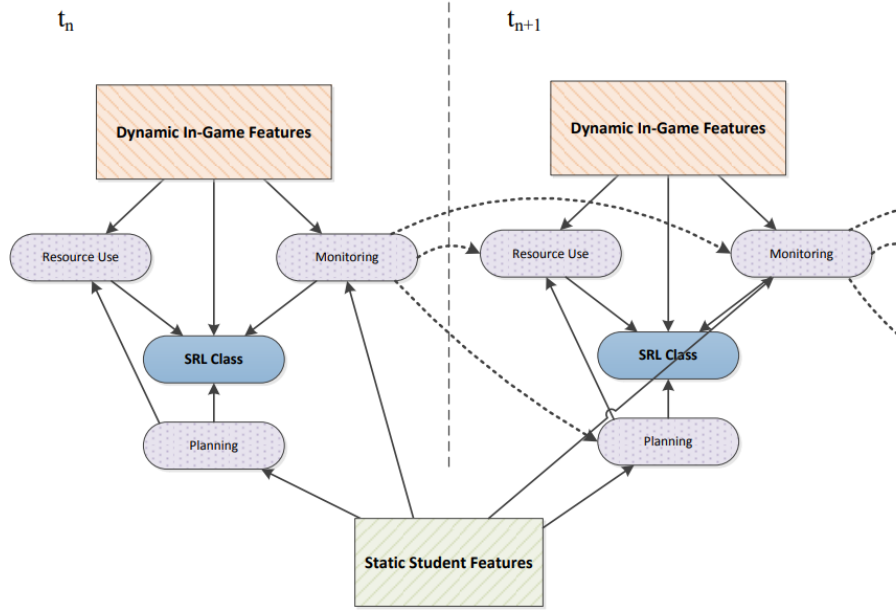 tn
tn+1
Dynamic In-Game Features
Dynamic In-Game Features
Resource Use
Monitoring
Resource Use
Monitoring
SRL Class
SRL Class
Planning
Planning
Static Student Features